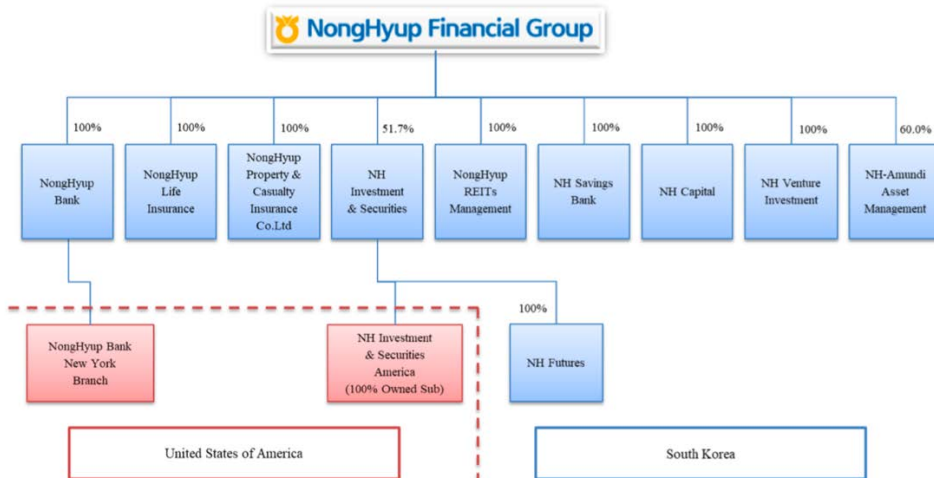 NongHyup Financial Group
100%
100%
100%
51.7%
100%
100%
100%
100%
60.0%
NongHyup
Bank
NongHyup
Life
Insurance
NongHyup
Property &
Casualty
Insurance
Co.Ltd
NH
Investment
& Securities
NongHyup
REITs
Management
NH Savings
Bank
NH Capital
NH Venture
Investment
NH-Amundi
Asset
Management
100%
NongHyup Bank
New York
Branch
NH Investment
& Securities
America
(100% Owned Sub)
NH Futures
United States of America
South Korea